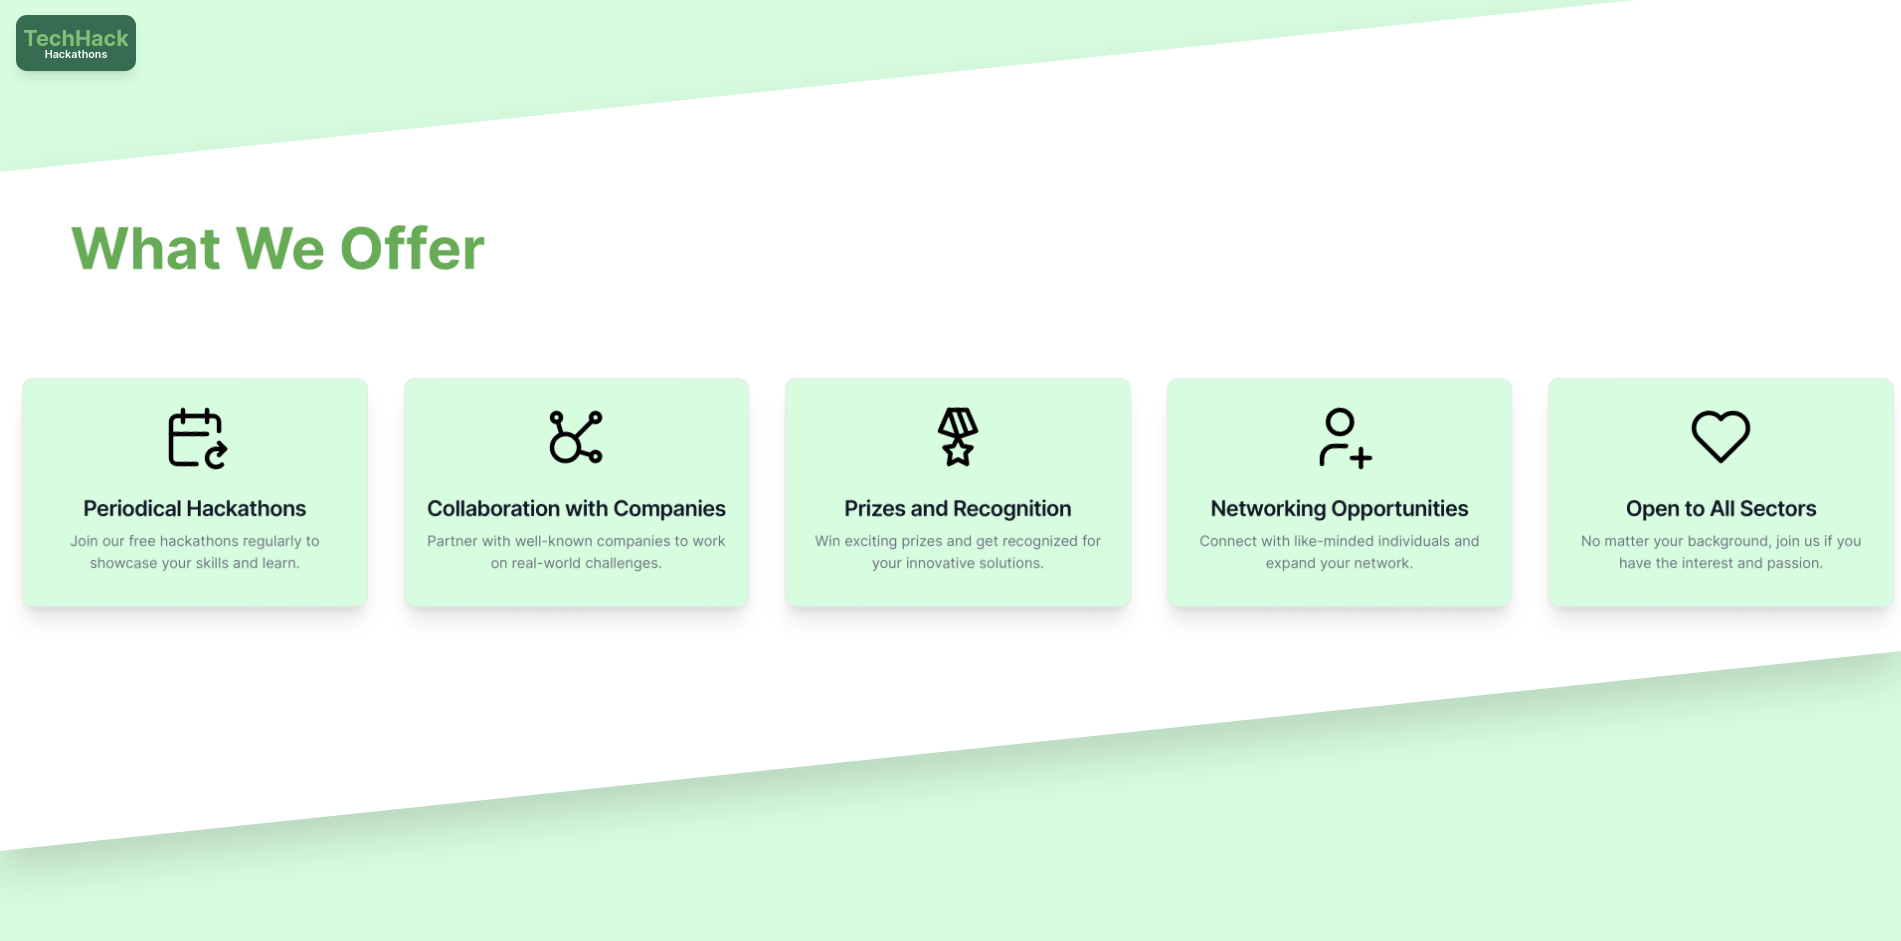 TechHack
Hackathons
What We Offer
Periodical Hackathons
Join our free hackathons regularly to
showcase your skills and learn.
Collaboration with Companies
Partner with well-known companies to work
on real-world challenges.
Prizes and Recognition
Win exciting prizes and get recognized for
your innovative solutions.
Networking Opportunities
Connect with like-minded individuals and
expand your network.
Open to All Sectors
No matter your background, join us if you
have the interest and passion.